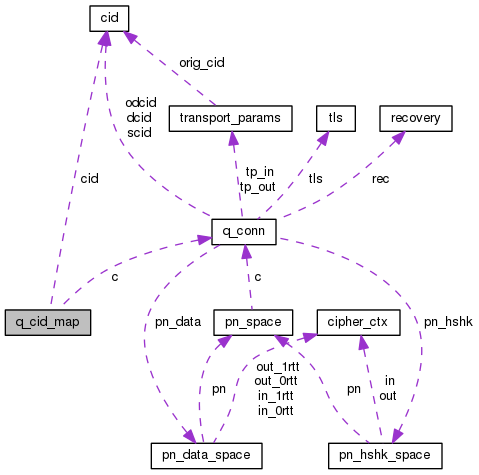 cid
orig_cid
odcid
dcid
scid
transport_params
tls
recovery
cid
tp_in
tp_out
tls
rec
q_conn
c
q_cid_map
pn_data
c
pn_space
cipher_ctx
pn_hshk
pn
out_1rtt
out_0rtt
in_1rtt
in_0rtt
pn
in
out
pn_data_space
pn_hshk_space